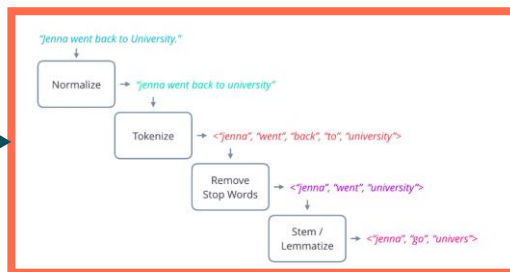 "Jenna went back to University."
Normalize
"jenna went back to university"
Tokenize
<"jenna", "went", "back", "to", "university">
Remove
Stop Words
<"jenna", "went", "university">
Stem /
Lemmatize
<"jenna", "go", "univers">